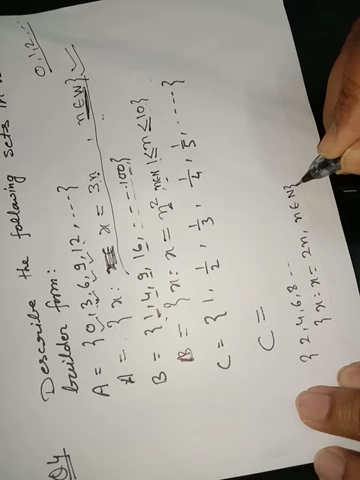 Q4 Describe the following sets in
builder form:
0,1,2...
A = {0,3,6,9,12,...}
A = {x: x = 3n, n∈W} ✓
B = {1,4,9,16,----100}
B = {x: x = n² n∈N 1≤n≤10}
C = {1, 1/2, 1/3, 1/4, 1/5, ----}
C =
{2,4,6,8...
{x: x = 2n, n∈N}